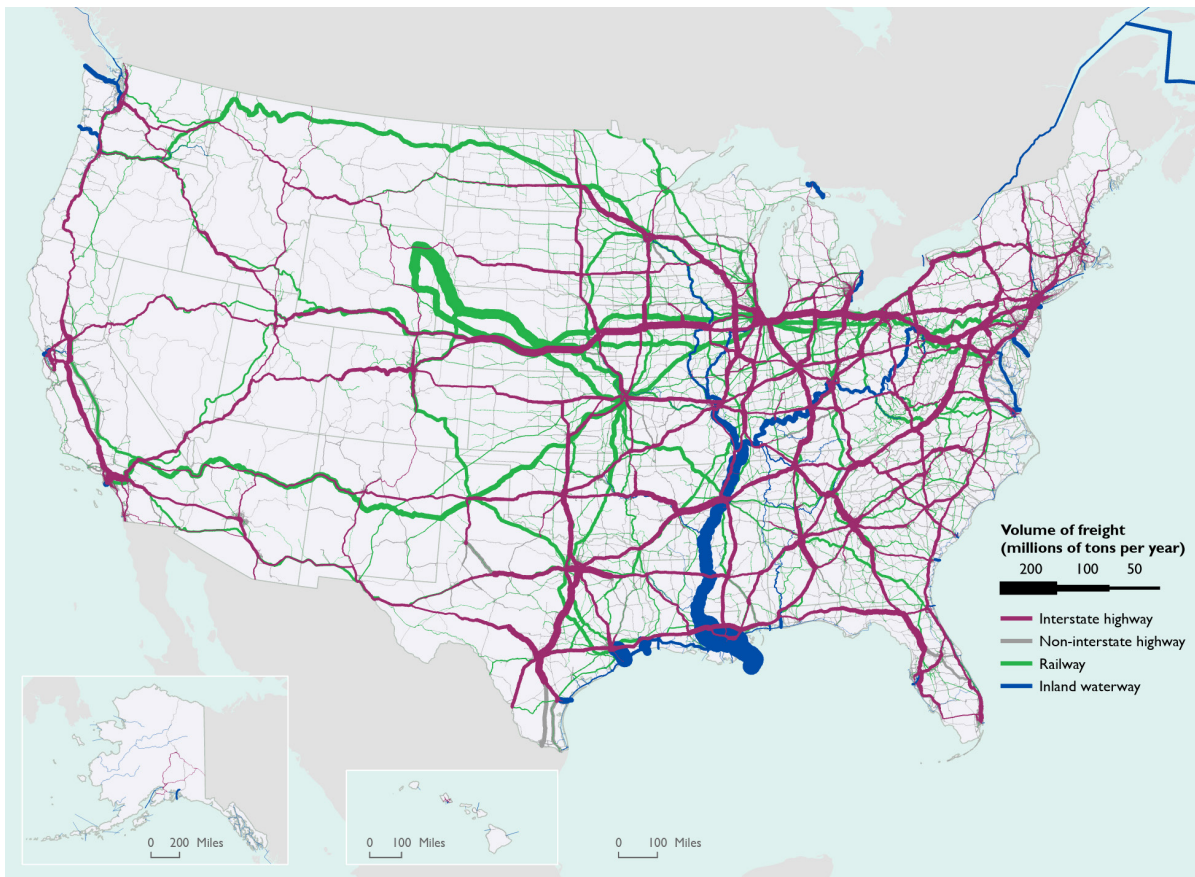 Volume of freight
(millions of tons per year)
200 100 50
Interstate highway
Non-interstate highway
Railway
Inland waterway
0 200 Miles
0 100 Miles
0 100 Miles